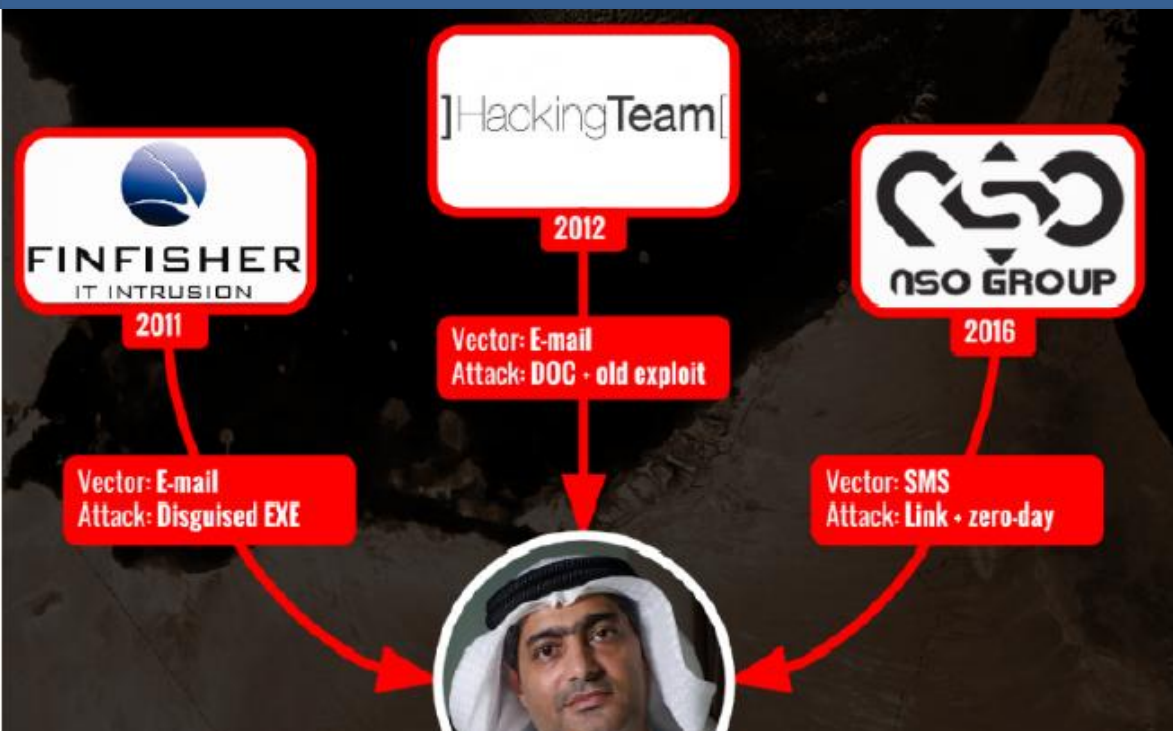 ]HackingTeam[
2012
FINFISHER
IT INTRUSION
2011
NSO GROUP
2016
Vector: E-mail
Attack: DOC + old exploit
Vector: E-mail
Attack: Disguised EXE
Vector: SMS
Attack: Link + zero-day